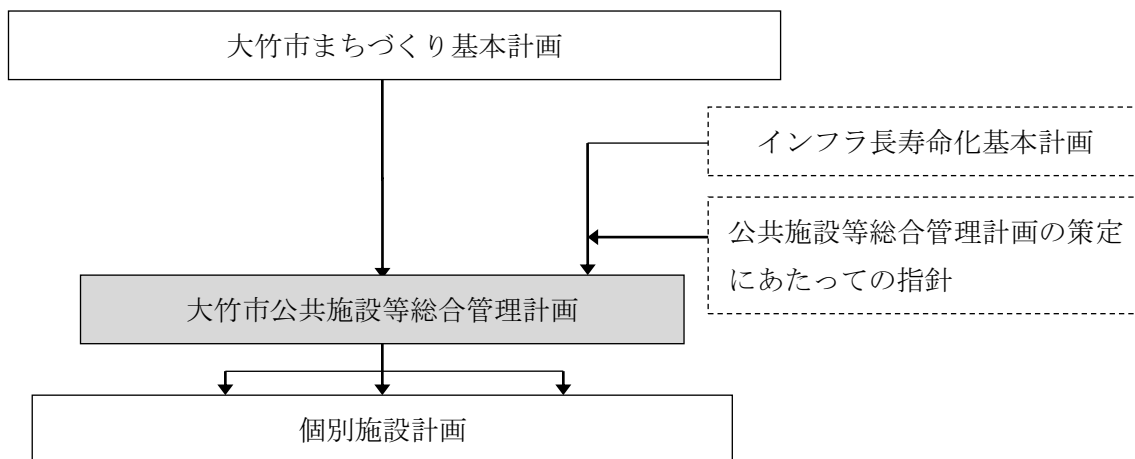 大竹市まちづくり基本計画
インフラ長寿命化基本計画
公共施設等総合管理計画の策定
にあたっての指針
大竹市公共施設等総合管理計画
個別施設計画